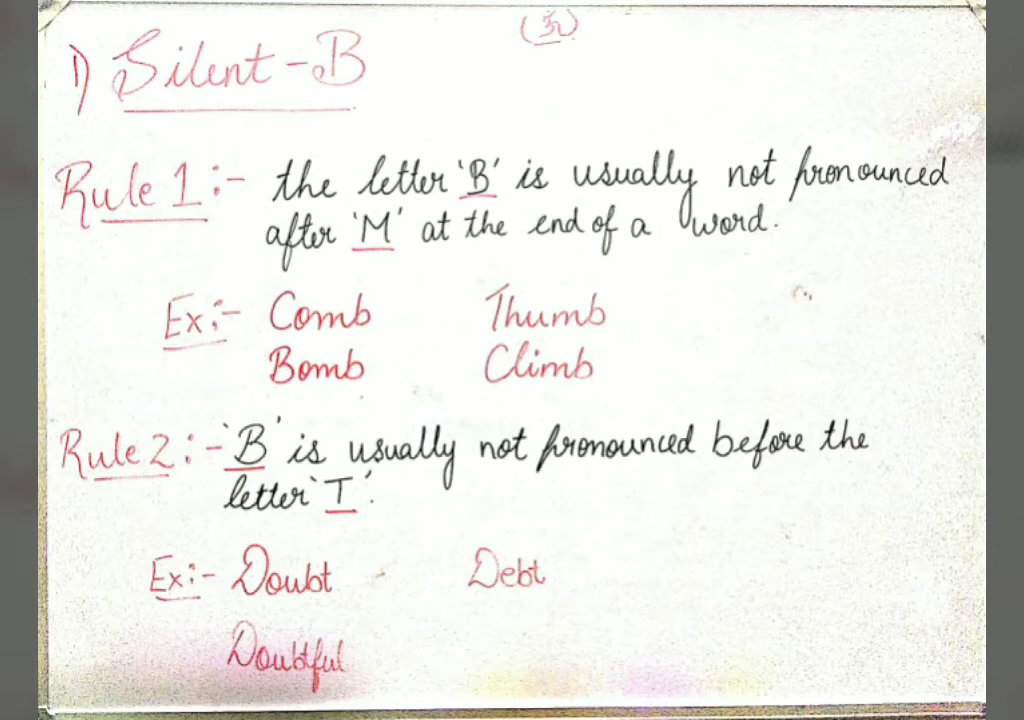 1) Silent-B
Rule 1:- the letter 'B' is usually not pronounced
after 'M' at the end of a word.
Ex:- Comb Thumb
Bomb Climb
Rule 2:- 'B' is usually not pronounced before the
letter 'T'.
Ex:- Doubt Debt
Doubtful